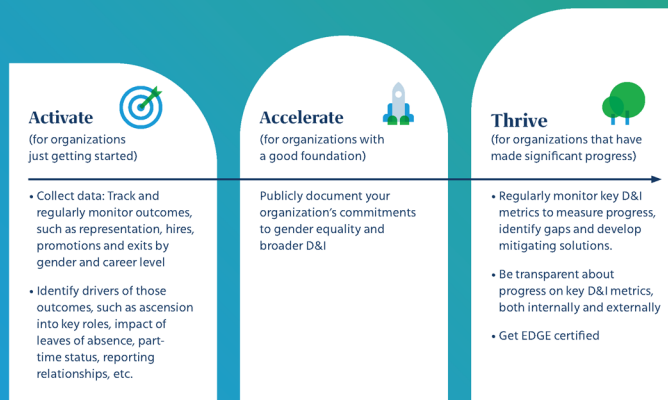 Activate
(for organizations
just getting started)
• Collect data: Track and
regularly monitor outcomes,
such as representation, hires,
promotions and exits by
gender and career level
• Identify drivers of those
outcomes, such as ascension
into key roles, impact of
leaves of absence, part-
time status, reporting
relationships, etc.
Accelerate
(for organizations with
a good foundation)
Publicly document your
organization's commitments
to gender equality and
broader D&I
Thrive
(for organizations that have
made significant progress)
• Regularly monitor key D&I
metrics to measure progress,
identify gaps and develop
mitigating solutions.
• Be transparent about
progress on key D&I metrics,
both internally and externally
• Get EDGE certified